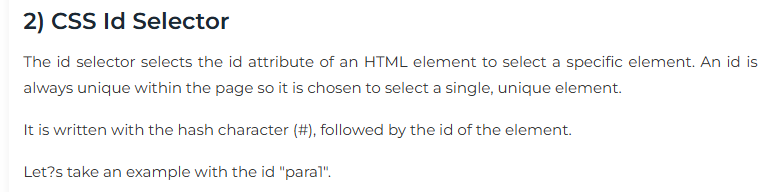 2) CSS Id Selector
The id selector selects the id attribute of an HTML element to select a specific element. An id is
always unique within the page so it is chosen to select a single, unique element.
It is written with the hash character (#), followed by the id of the element.
Let?s take an example with the id "para1".